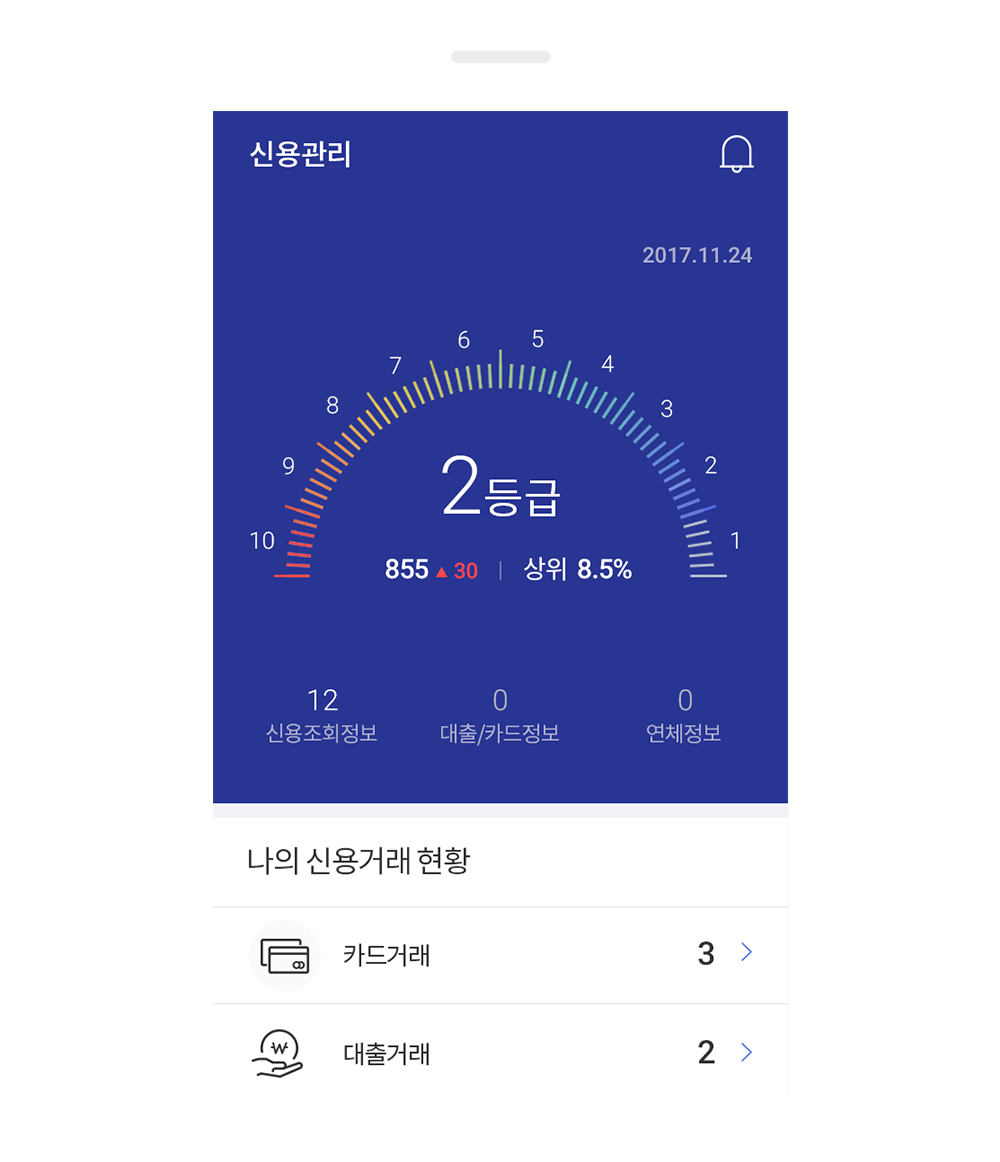 신용관리
2017.11.24
6 5
7 4
8 3
9 2
2등급
10 1
855 ▲ 30 | 상위 8.5%
12 0 0
신용조회정보 대출/카드정보 연체정보
나의 신용거래 현황
카드거래 3
₩ 대출거래 2